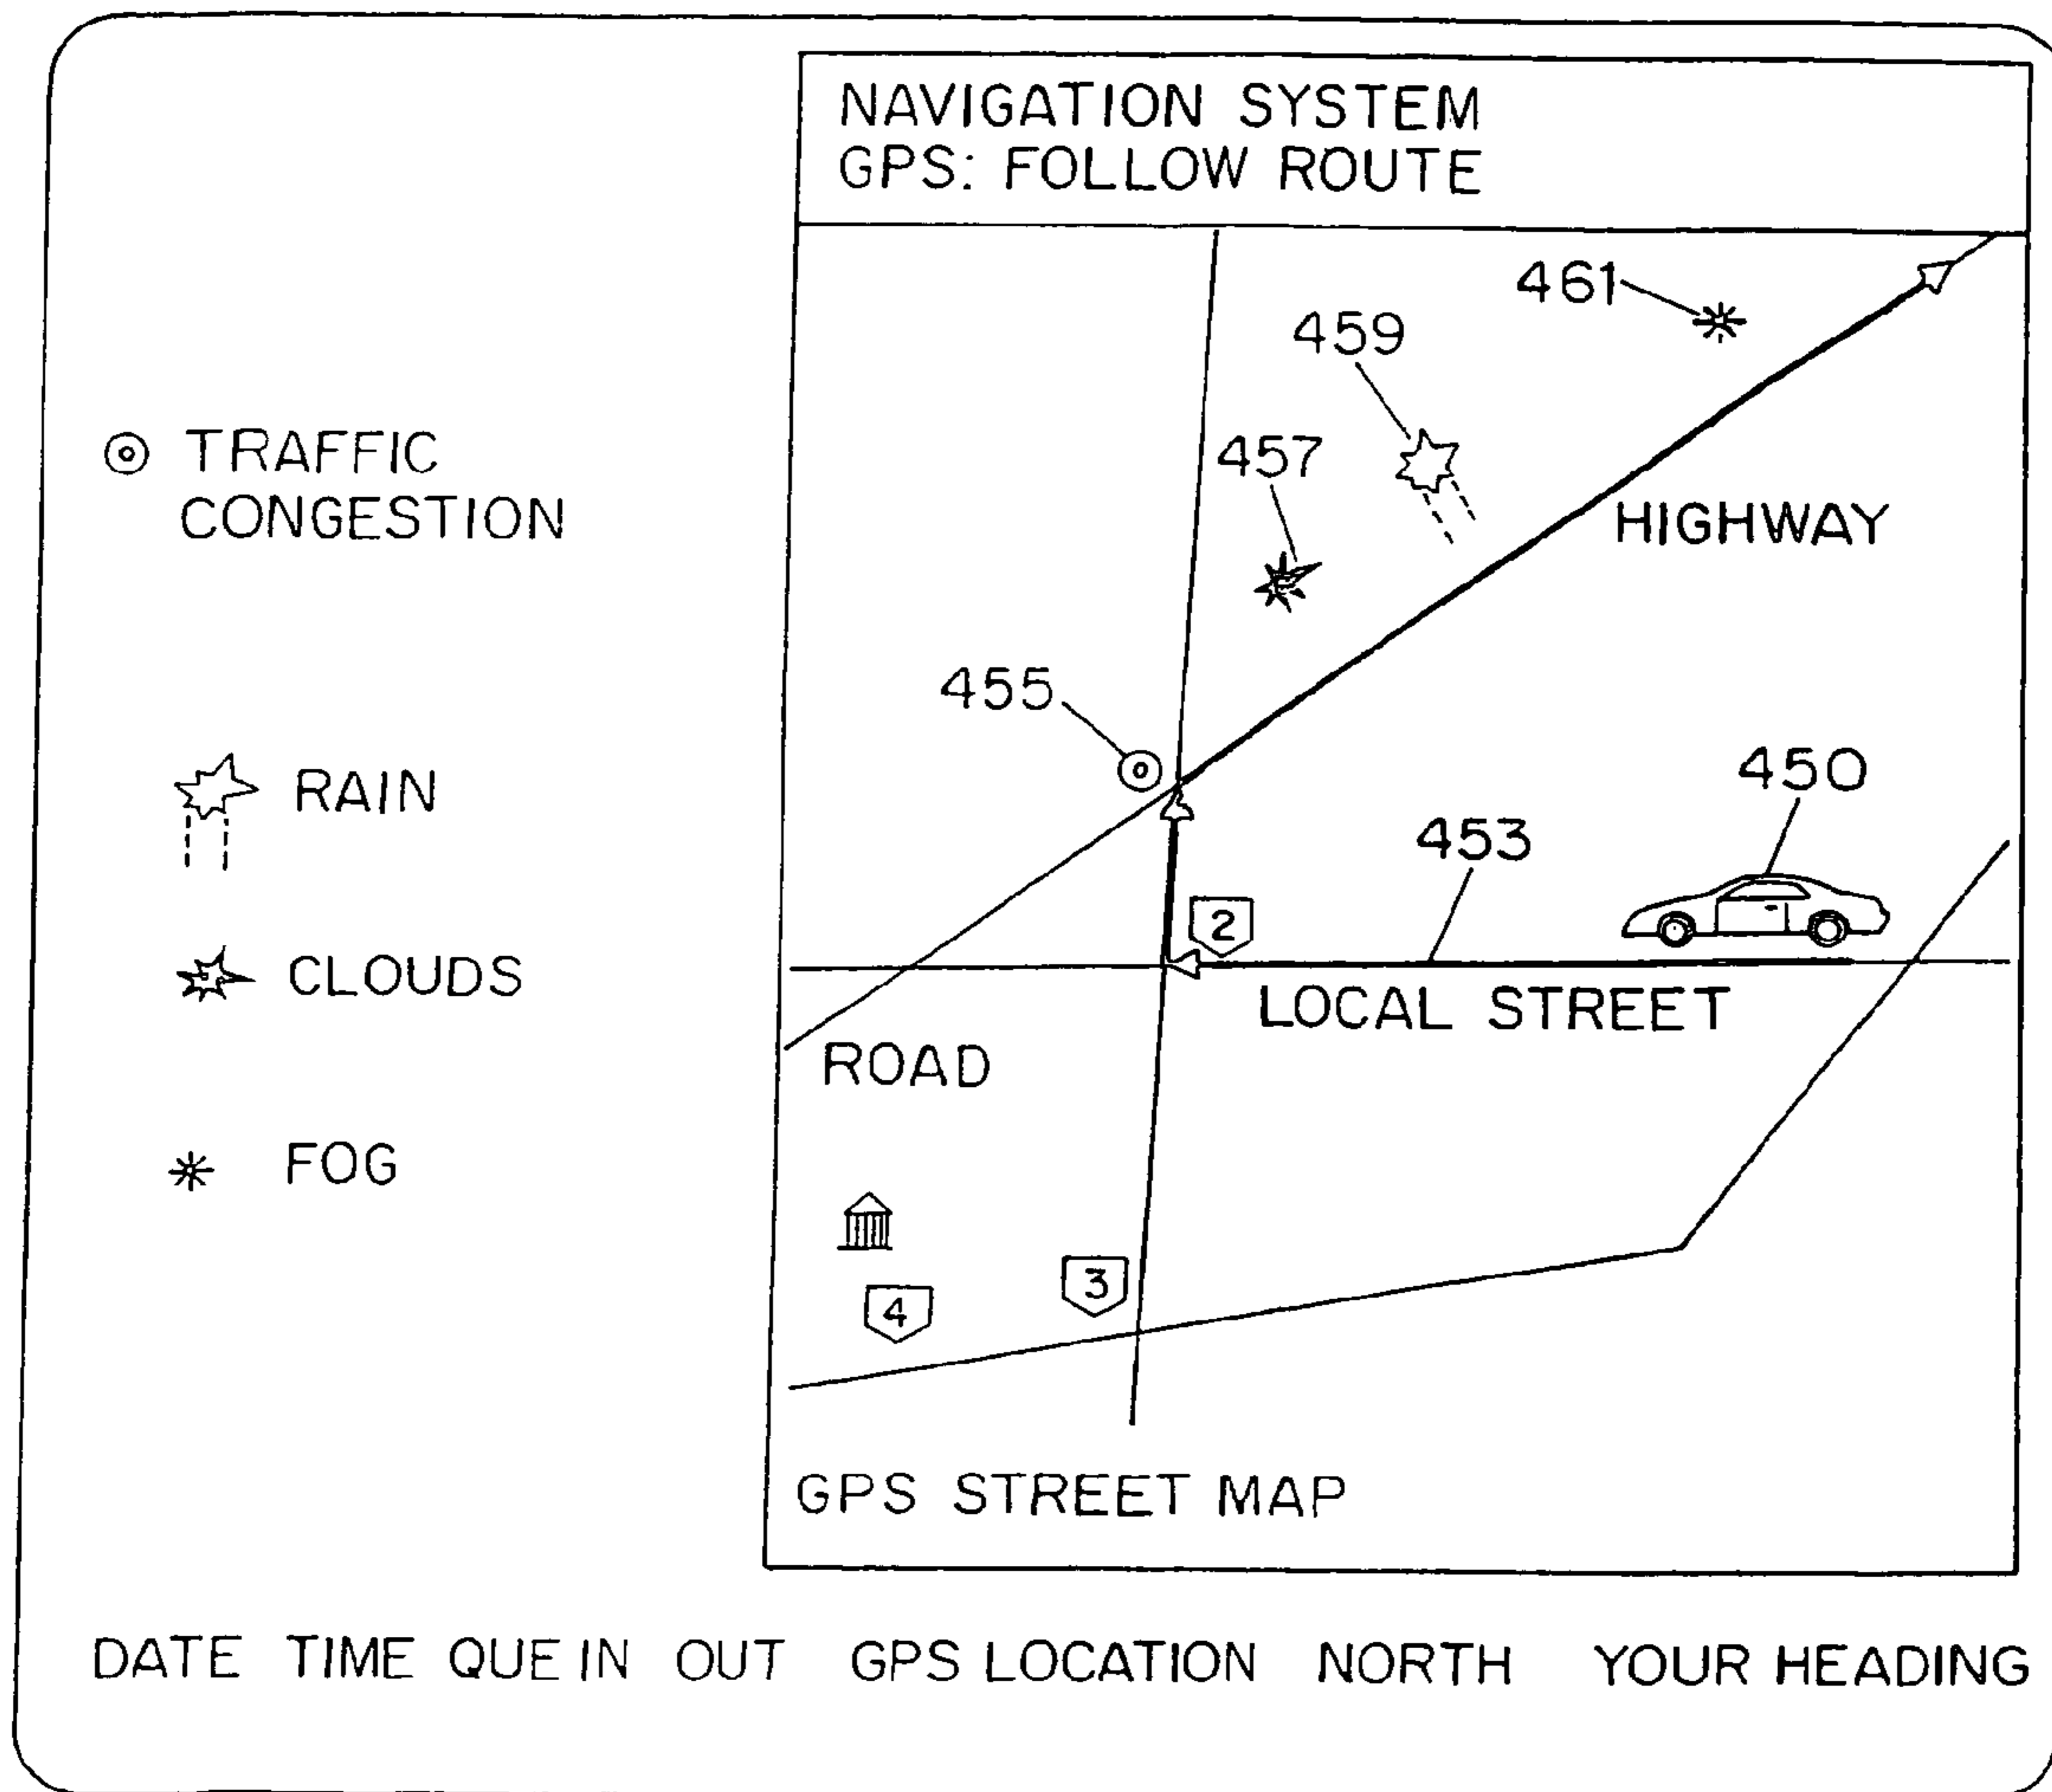 NAVIGATION SYSTEM
GPS: FOLLOW ROUTE
461
459
457
TRAFFIC
CONGESTION
HIGHWAY
455
450
RAIN
453
2
CLOUDS
LOCAL STREET
ROAD
FOG
3
4
GPS STREET MAP
DATE TIME QUE IN OUT GPS LOCATION NORTH YOUR HEADING